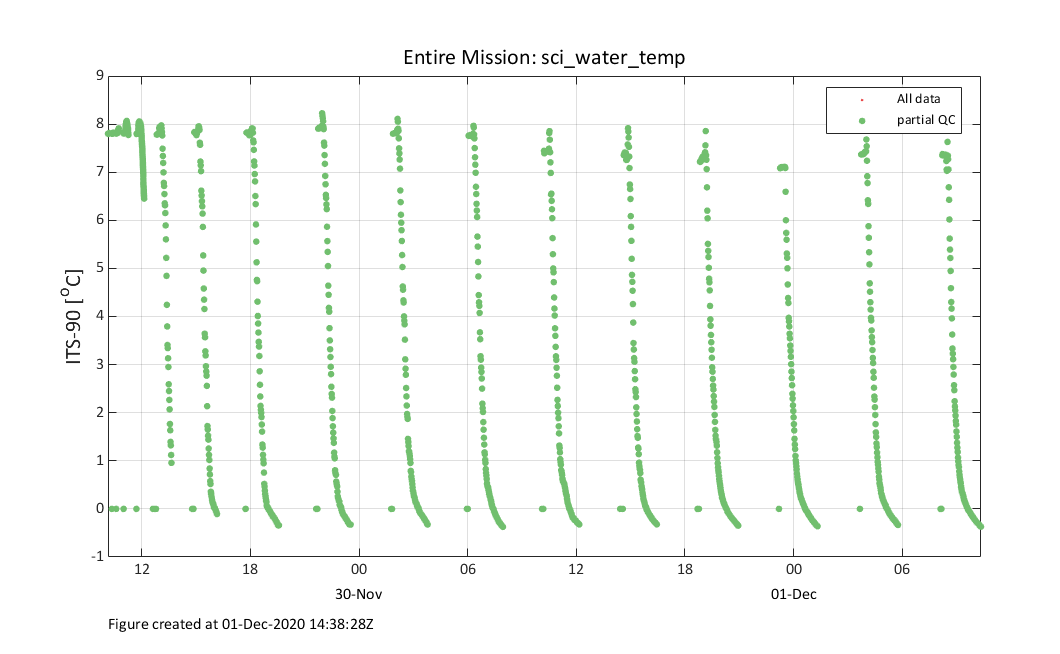 Entire Mission: sci_water_temp
ITS-90 [°C]
9
8
7
6
5
4
3
2
1
0
-1
All data
partial QC
12 18 00 06 12 18 00 06
30-Nov 01-Dec
Figure created at 01-Dec-2020 14:38:28Z